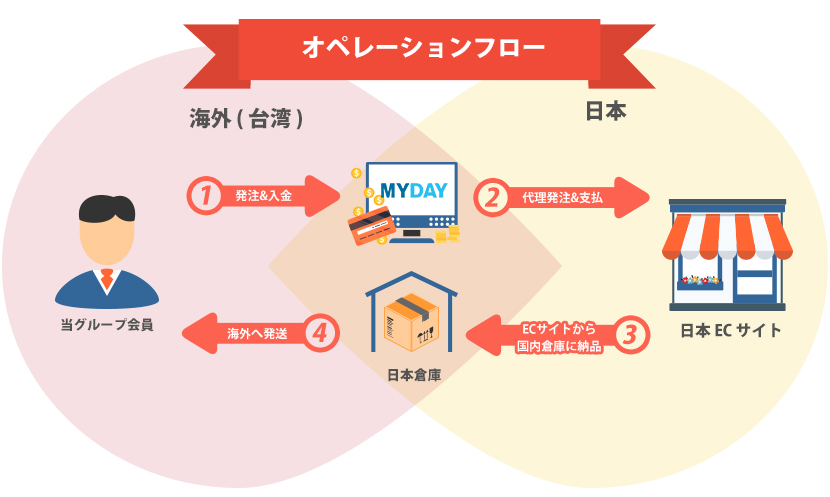 オペレーションフロー
海外 ( 台湾 )
日本
1
発注&入金
MYDAY
2
代理発注&支払
当グループ会員
海外へ発送
4
日本倉庫
ECサイトから
国内倉庫に納品
3
日本 EC サイト